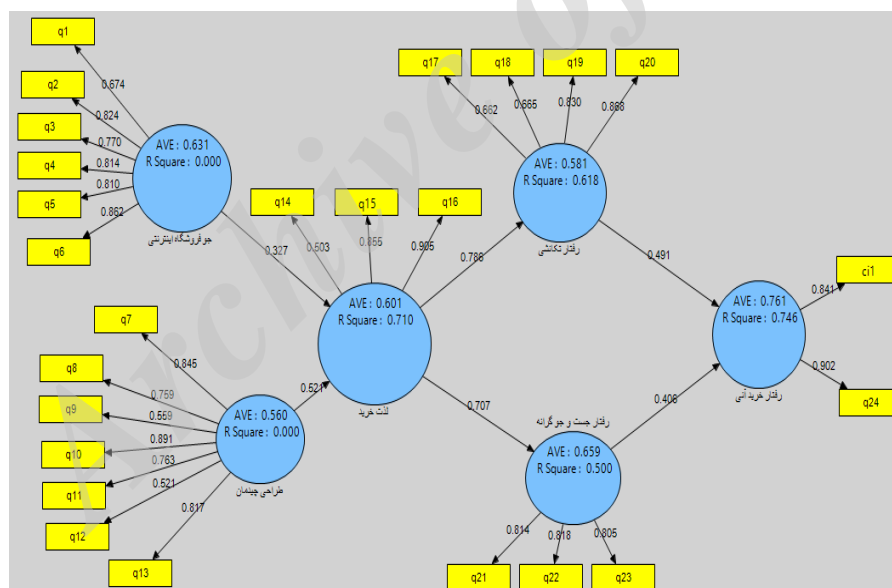 q1
q2
q3
q4
q5
q6
0.674
0.824
0.770
0.814
0.810
0.862
AVE : 0.631
R Square : 0.000
جو فروشگاه اینترنتی
0.327
q7
q8
q9
q10
q11
q12
q13
0.845
0.759
0.569
0.891
0.763
0.521
0.817
AVE : 0.560
R Square : 0.000
طراحی چیدمان
0.521
q14
q15
q16
0.503
0.855
0.905
AVE : 0.601
R Square : 0.710
لذت خرید
0.786
0.707
q17
q18
q19
q20
0.662
0.665
0.830
0.868
AVE : 0.581
R Square : 0.618
رفتار تکانشی
0.491
رفتار جست و جو گرانه
AVE : 0.659
R Square : 0.500
0.406
0.814
0.818
0.805
q21
q22
q23
AVE : 0.761
R Square : 0.746
رفتار خرید آنی
0.841
0.902
ci1
q24
Archive of